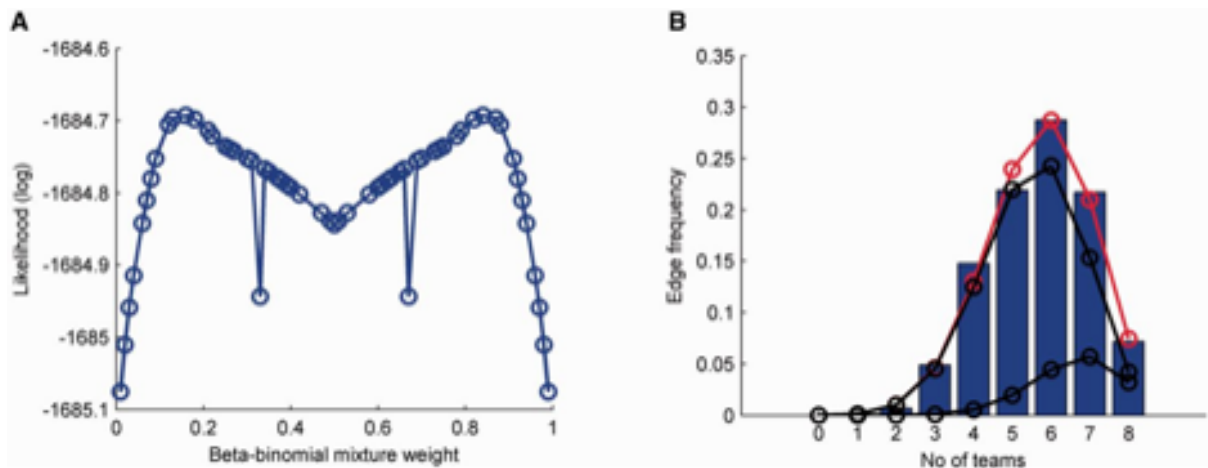 A
-1684.6
-1684.7
-1684.8
-1684.9
-1685
-1685.1
Likelihood (log)
0 0.2 0.4 0.6 0.8 1
Beta-binomial mixture weight
B
0.35
0.3
0.25
0.2
0.15
0.1
0.05
0
Edge frequency
0 1 2 3 4 5 6 7 8
No of teams